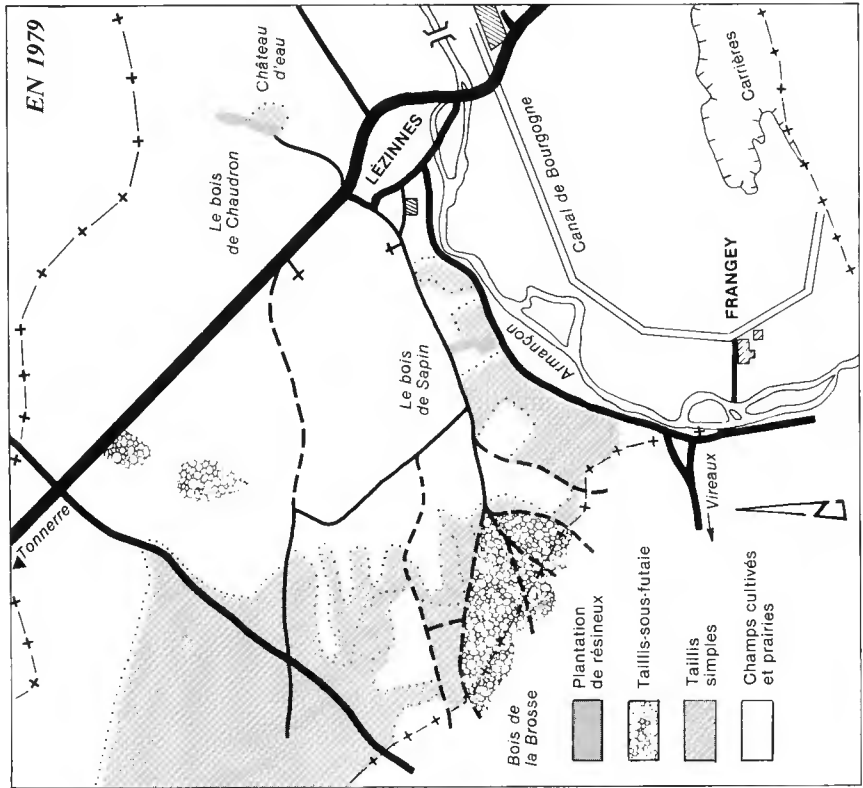 EN 1979
Château
d'eau
Le bois
de Chaudron
LÉZINNES
Tonnerre
Canal de Bourgogne
Carrières
Le bois
de Sapin
Armançon
FRANGEY
Vireaux
Bois de
la Brosse
Plantation
de résineux
Taillis-sous-futaie
Taillis
simples
Champs cultivés
et prairies